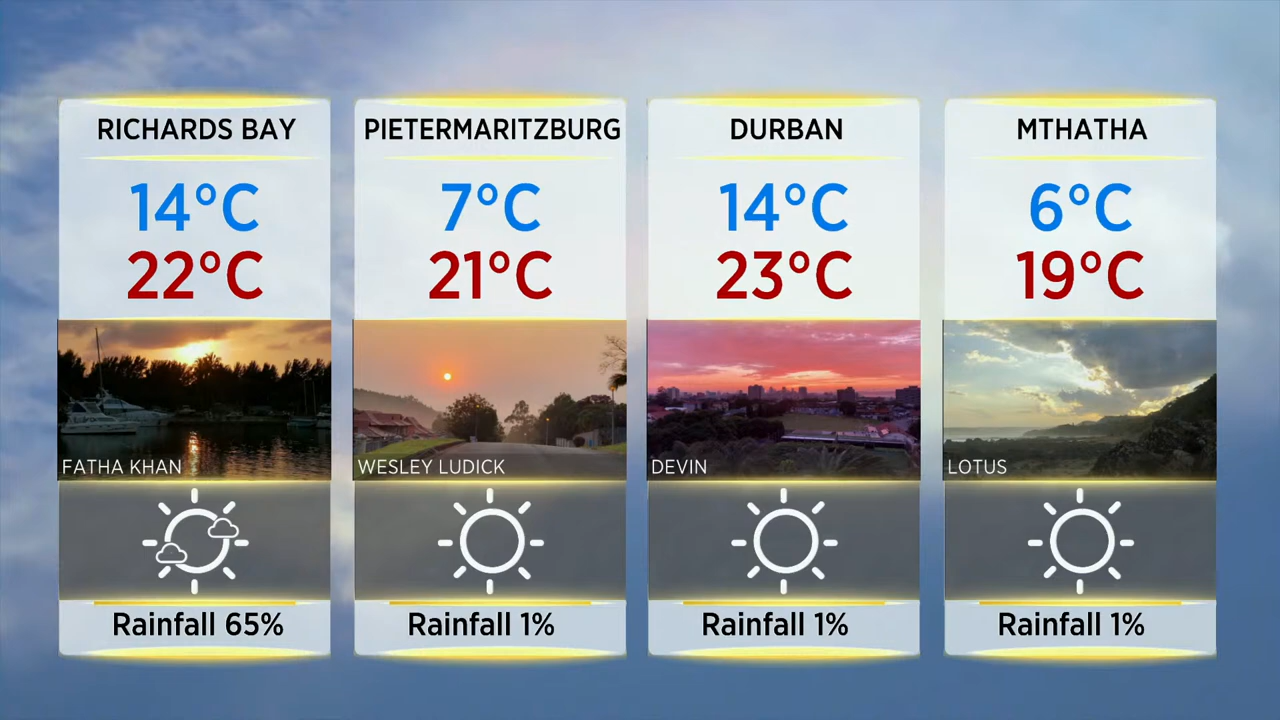 RICHARDS BAY
14°C
22°C
FATHA KHAN
Rainfall 65%
PIETERMARITZBURG
7°C
21°C
WESLEY LUDICK
Rainfall 1%
DURBAN
14°C
23°C
DEVIN
Rainfall 1%
MTHATHA
6°C
19°C
LOTUS
Rainfall 1%